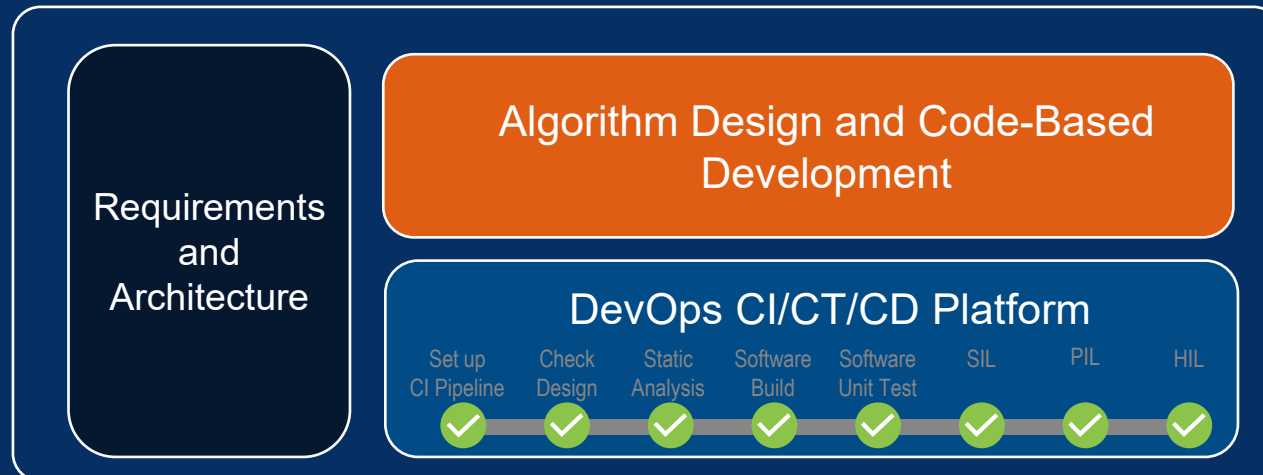 Requirements
and
Architecture
Algorithm Design and Code-Based
Development
DevOps CI/CT/CD Platform
Set up
CI Pipeline
Check
Design
Static
Analysis
Software
Build
Software
Unit Test
SIL
PIL
HIL